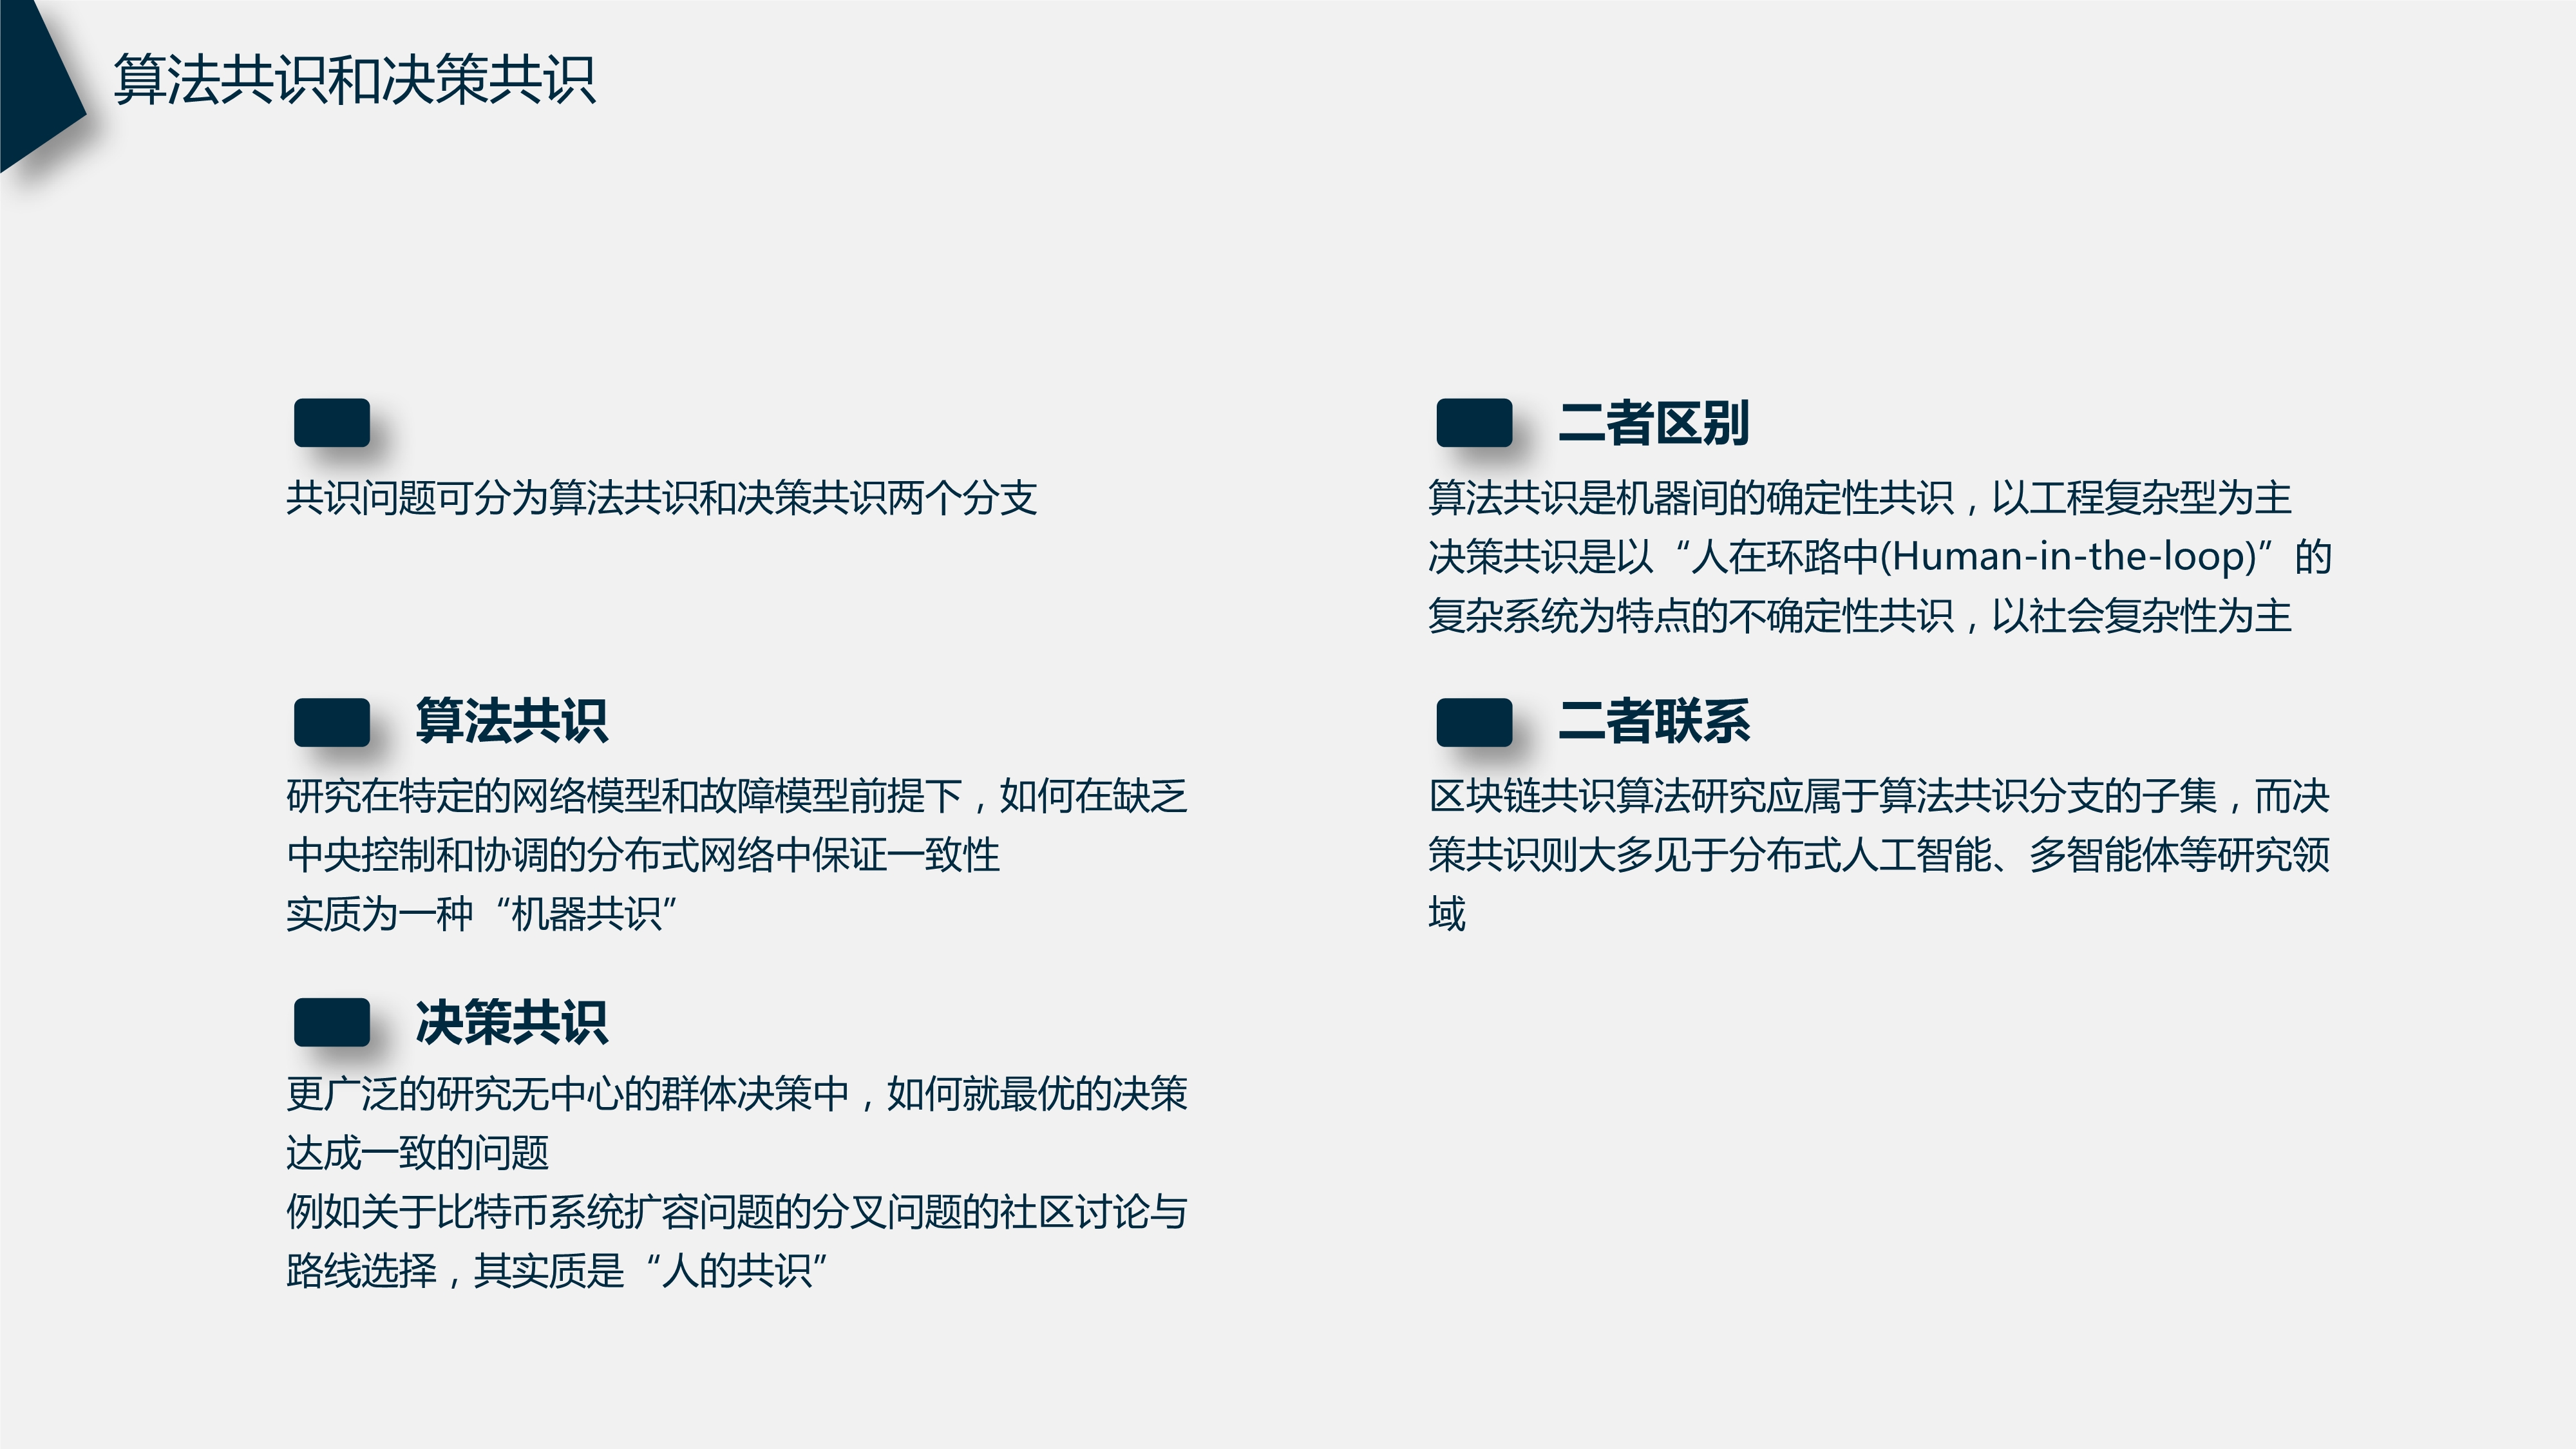 算法共识和决策共识
共识问题可分为算法共识和决策共识两个分支
算法共识
研究在特定的网络模型和故障模型前提下，如何在缺乏
中央控制和协调的分布式网络中保证一致性
实质为一种“机器共识”
决策共识
更广泛的研究无中心的群体决策中，如何就最优的决策
达成一致的问题
例如关于比特币系统扩容问题的分叉问题的社区讨论与
路线选择，其实质是“人的共识”
二者区别
算法共识是机器间的确定性共识，以工程复杂型为主
决策共识是以“人在环路中(Human-in-the-loop)”的
复杂系统为特点的不确定性共识，以社会复杂性为主
二者联系
区块链共识算法研究应属于算法共识分支的子集，而决
策共识则大多见于分布式人工智能、多智能体等研究领
域